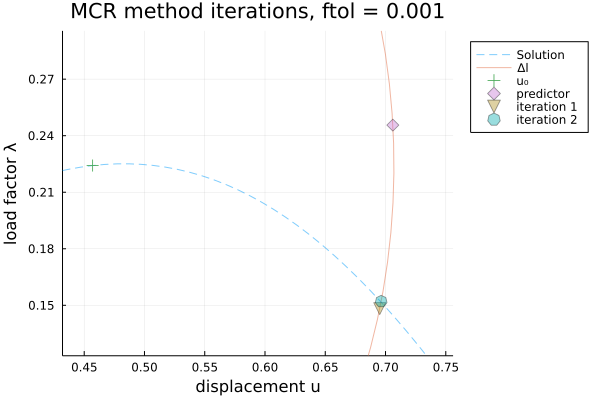 MCR method iterations, ftol = 0.001
load factor λ
0.27
0.24
0.21
0.18
0.15
0.45
0.50
0.55
0.60
0.65
0.70
0.75
displacement u
Solution
Δl
u₀
predictor
iteration 1
iteration 2